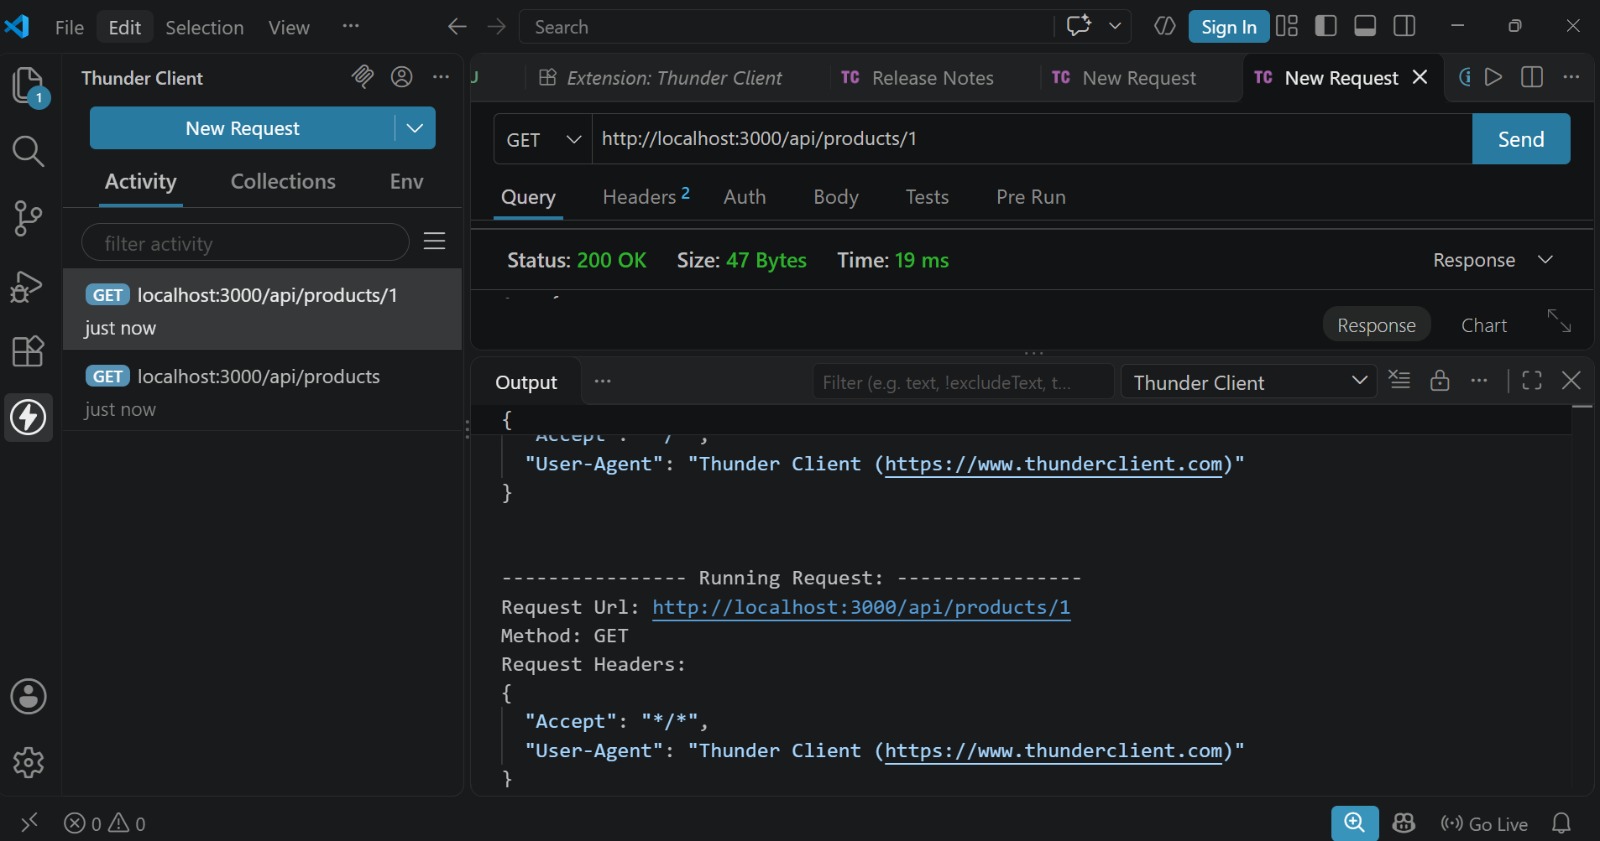 File Edit Selection View ··· Search Sign In
Thunder Client
Extension: Thunder Client
TC Release Notes
TC New Request
TC New Request
1
New Request
GET http://localhost:3000/api/products/1 Send
Activity Collections Env
Query Headers 2 Auth Body Tests Pre Run
filter activity
Status: 200 OK Size: 47 Bytes Time: 19 ms Response
GET localhost:3000/api/products/1
just now
Response Chart
GET localhost:3000/api/products
just now
Output ··· Filter (e.g. text, !excludeText, t... Thunder Client
{
"Accept": "*/*",
"User-Agent": "Thunder Client (https://www.thunderclient.com)"
}
---------------- Running Request: ----------------
Request Url: http://localhost:3000/api/products/1
Method: GET
Request Headers:
{
"Accept": "*/*",
"User-Agent": "Thunder Client (https://www.thunderclient.com)"
}
0 0 Go Live